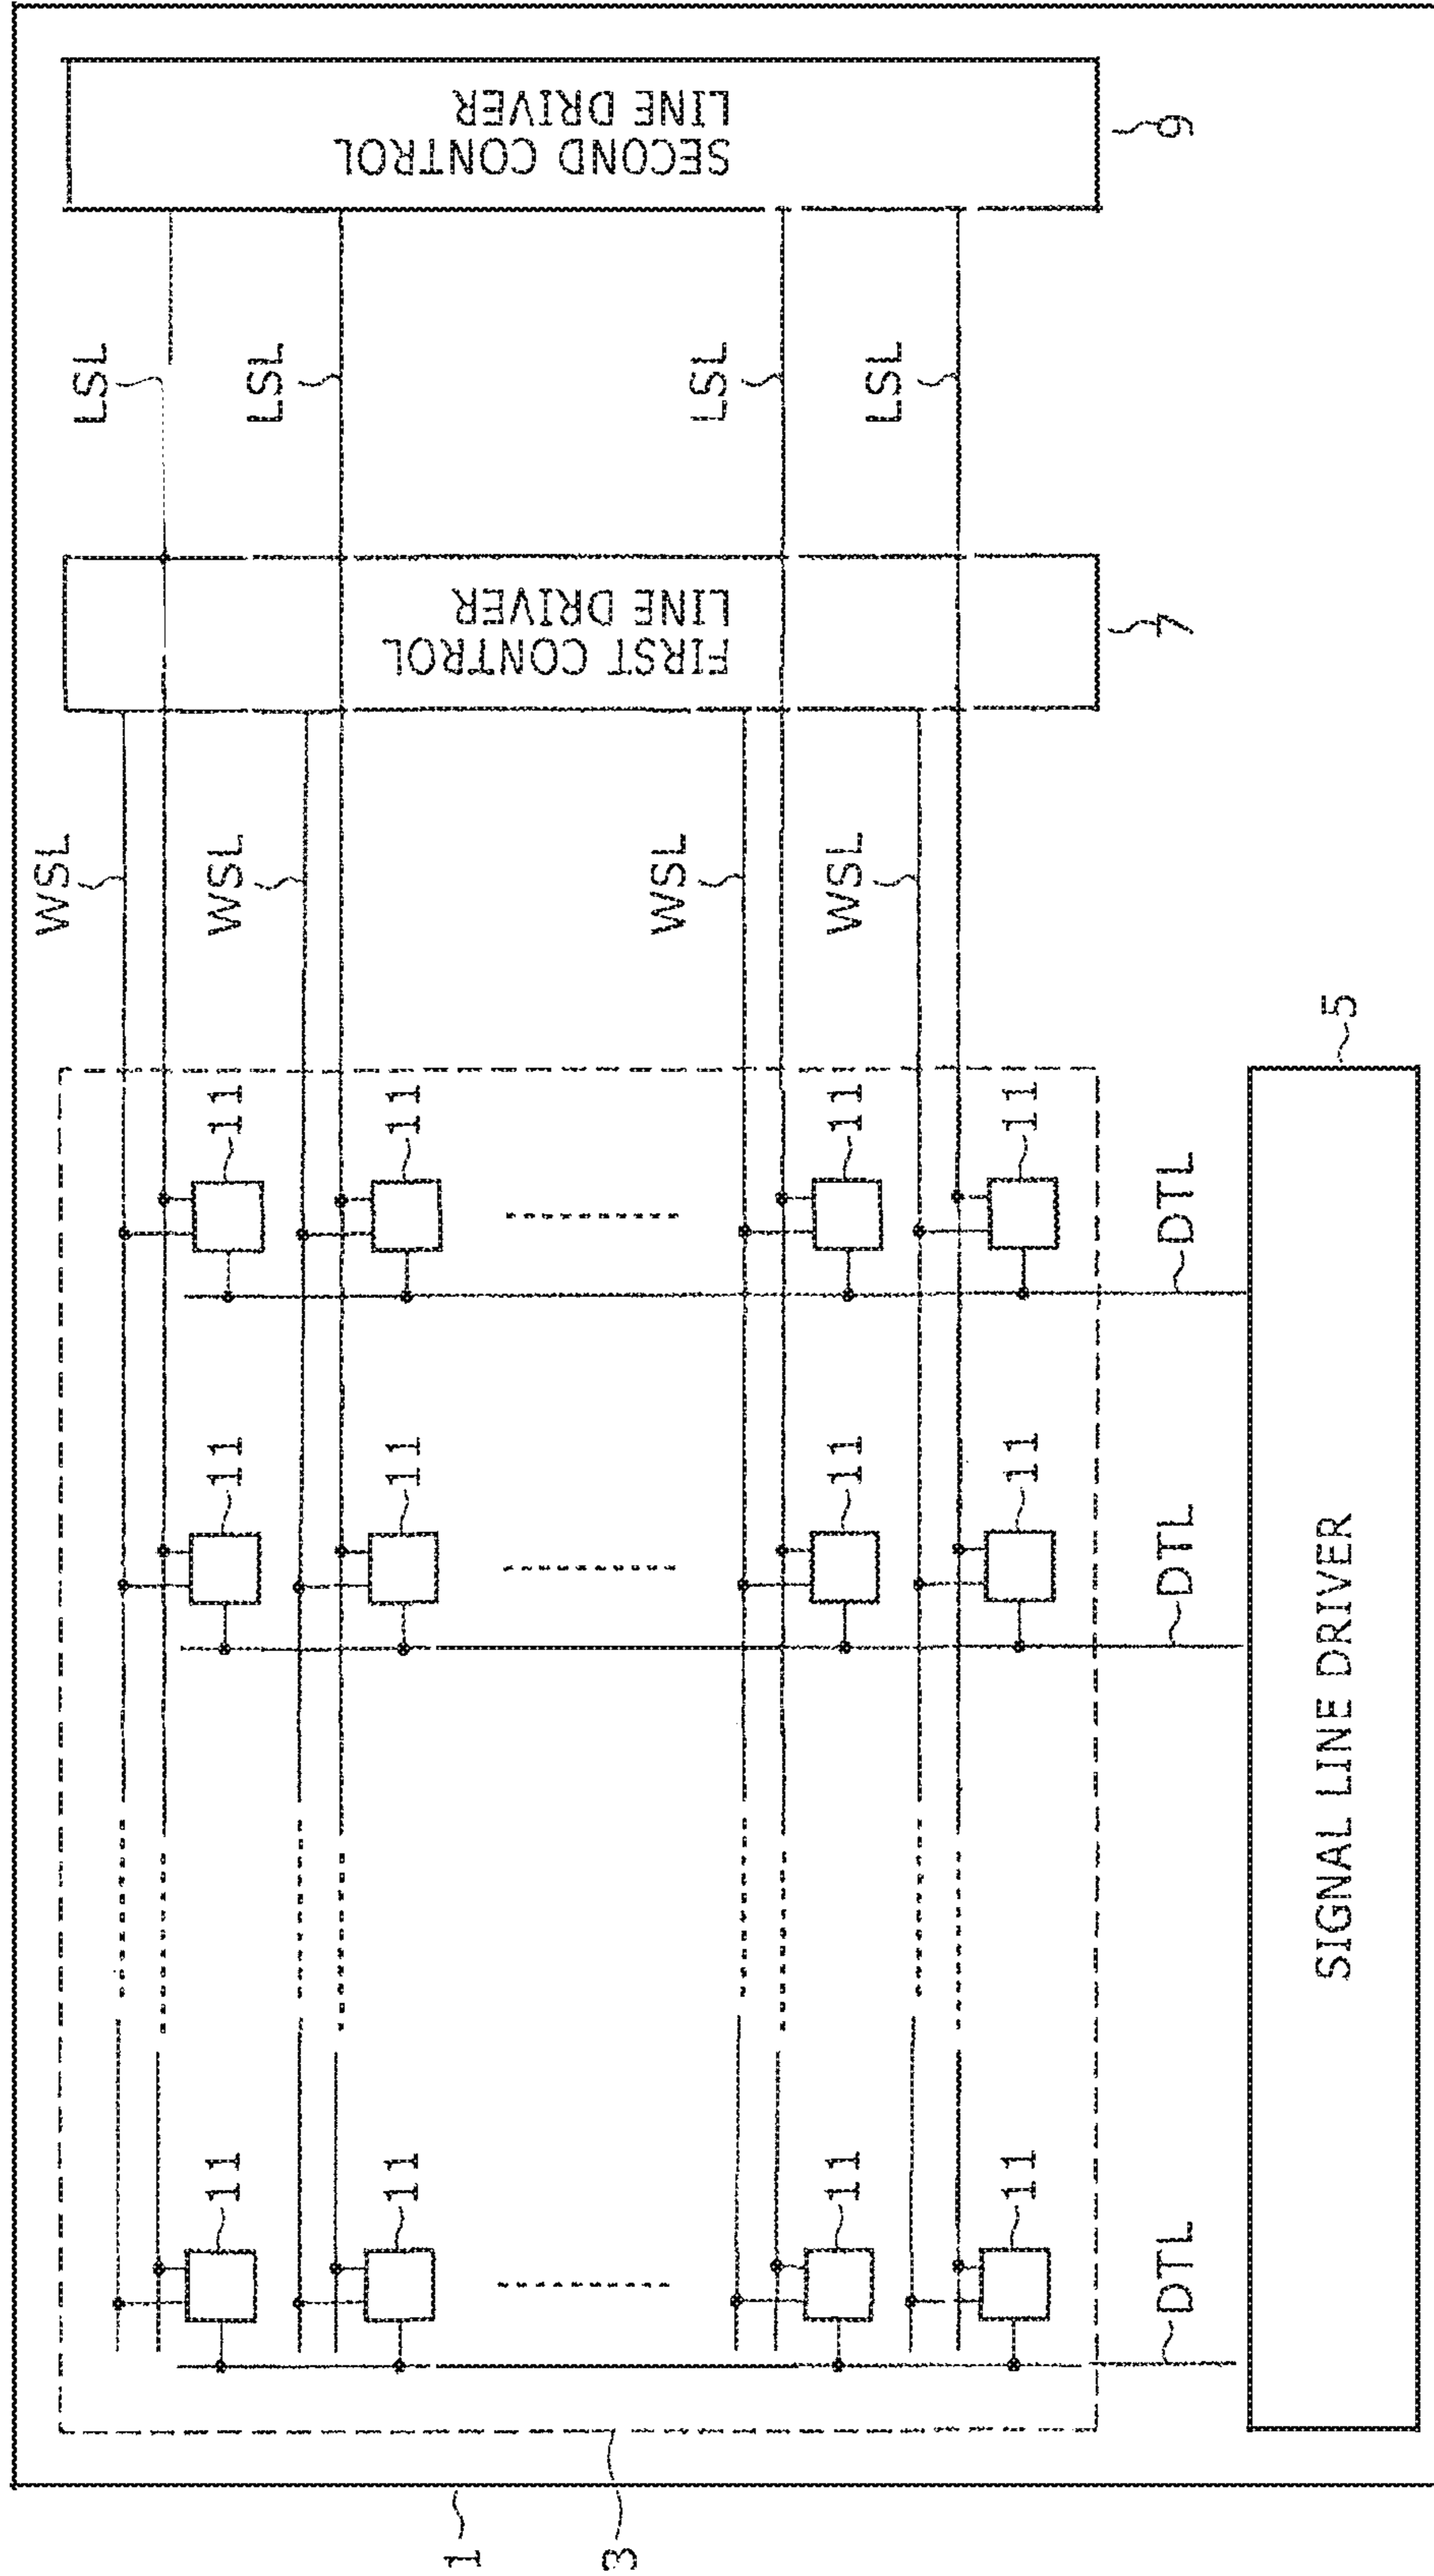 WSL
LSL
WSL
LSL
11
11
11
11
11
11
1
3
FIRST CONTROL
LINE DRIVER
SECOND CONTROL
LINE DRIVER
WSL
LSL
WSL
LSL
11
11
11
11
11
11
DTL
DTL
DTL
7
9
5
SIGNAL LINE DRIVER